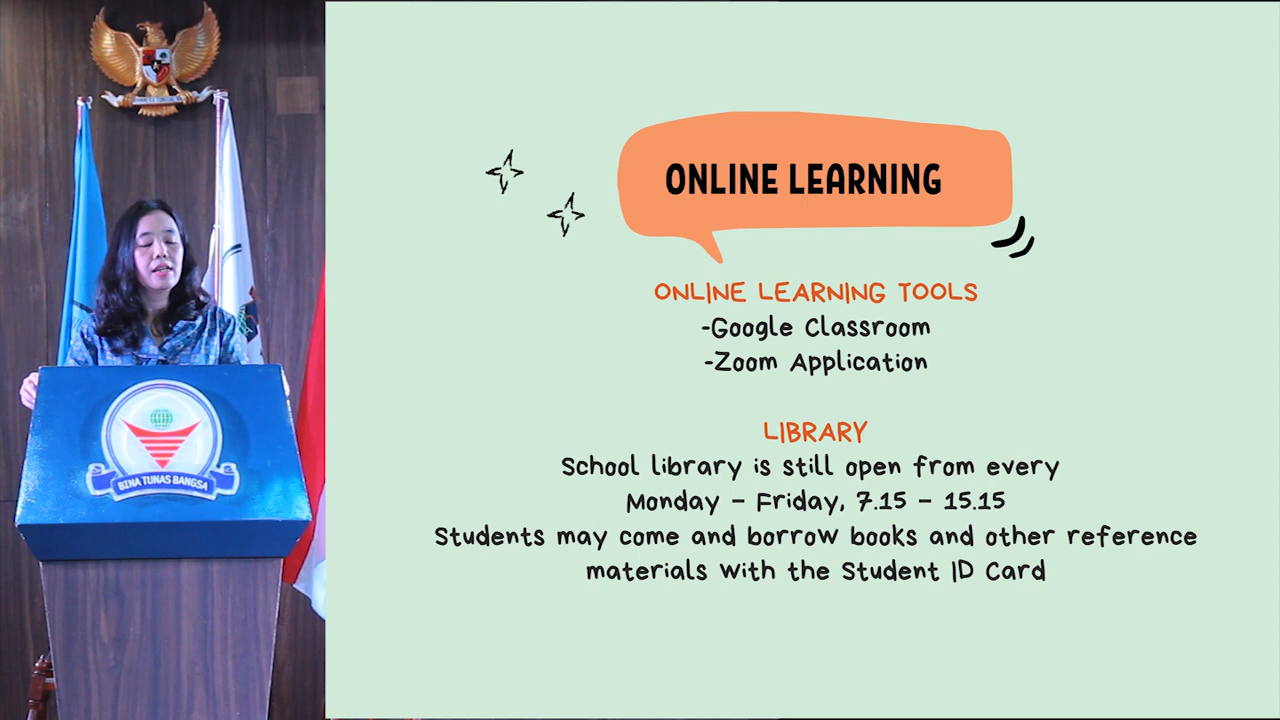 BINA TUNAS BANGSA
ONLINE LEARNING
ONLINE LEARNING TOOLS
-Google Classroom
-Zoom Application
LIBRARY
School library is still open from every
Monday - Friday, 7.15 - 15.15
Students may come and borrow books and other reference
materials with the Student ID Card